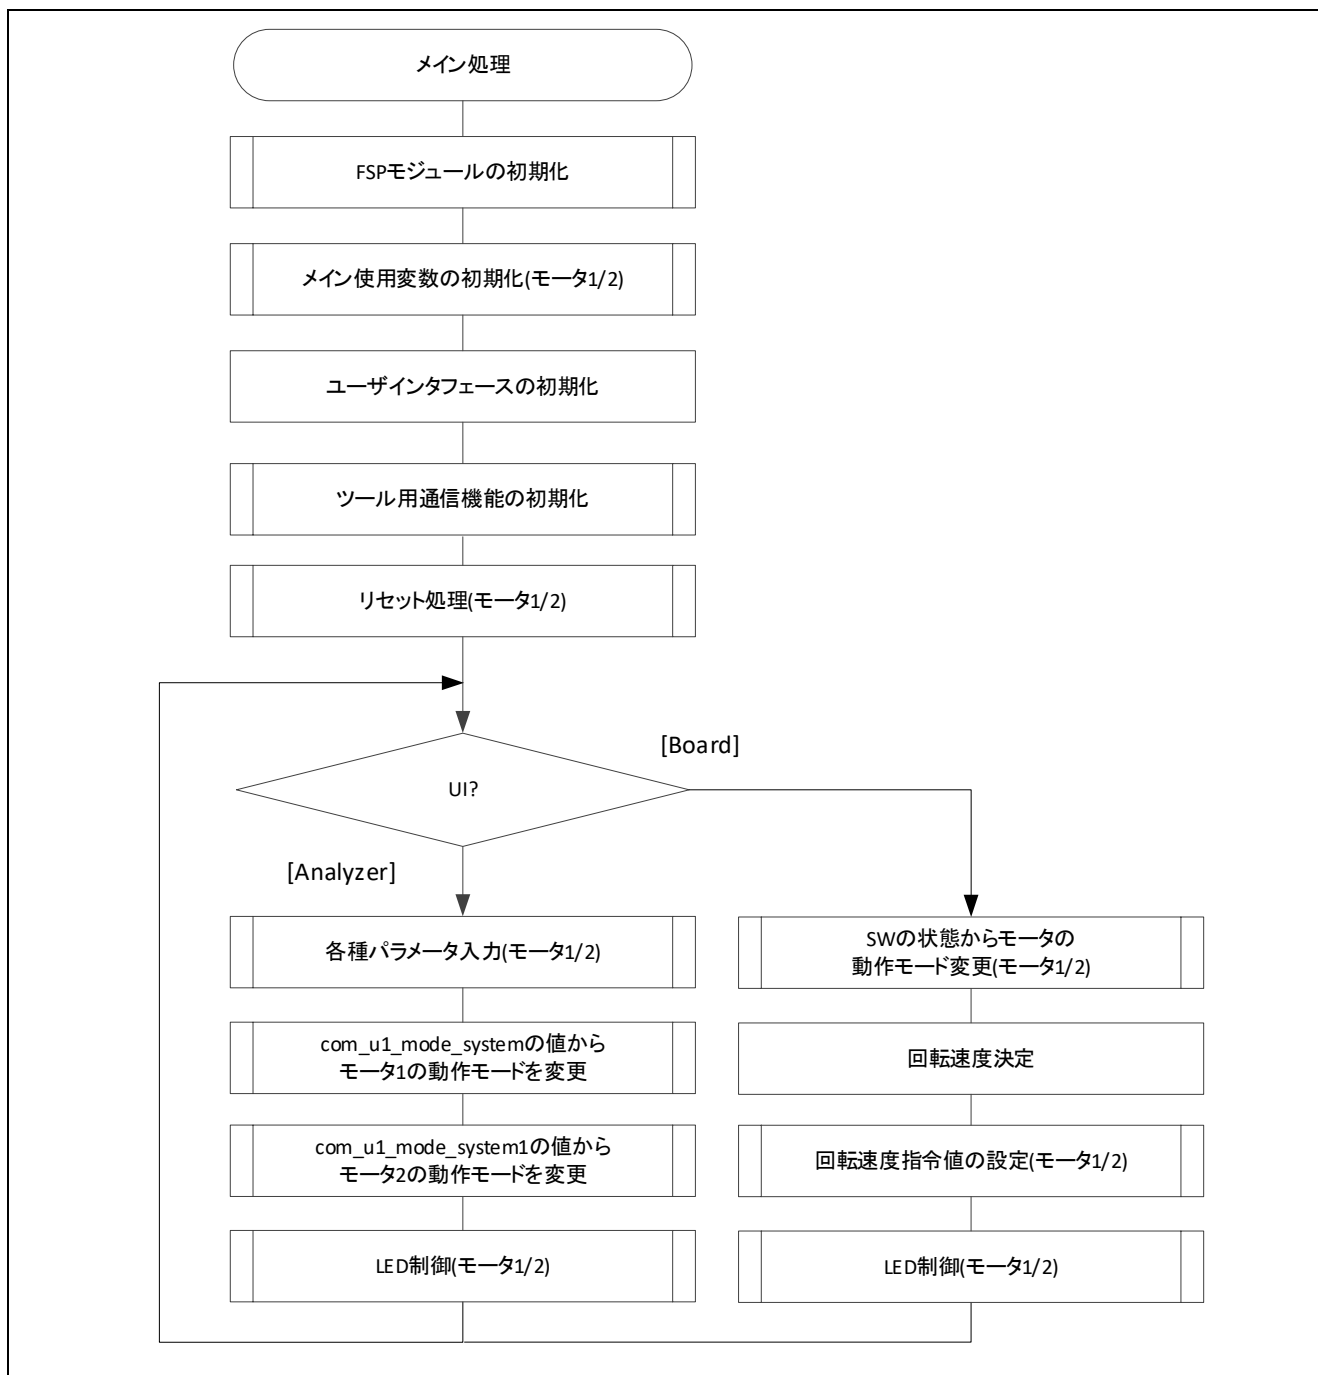 メイン処理
FSPモジュールの初期化
メイン使用変数の初期化(モータ1/2)
ユーザインタフェースの初期化
ツール用通信機能の初期化
リセット処理(モータ1/2)
[Board]
UI?
[Analyzer]
各種パラメータ入力(モータ1/2)
com_u1_mode_systemの値から
モータ1の動作モードを変更
com_u1_mode_system1の値から
モータ2の動作モードを変更
LED制御(モータ1/2)
SWの状態からモータの
動作モード変更(モータ1/2)
回転速度決定
回転速度指令値の設定(モータ1/2)
LED制御(モータ1/2)